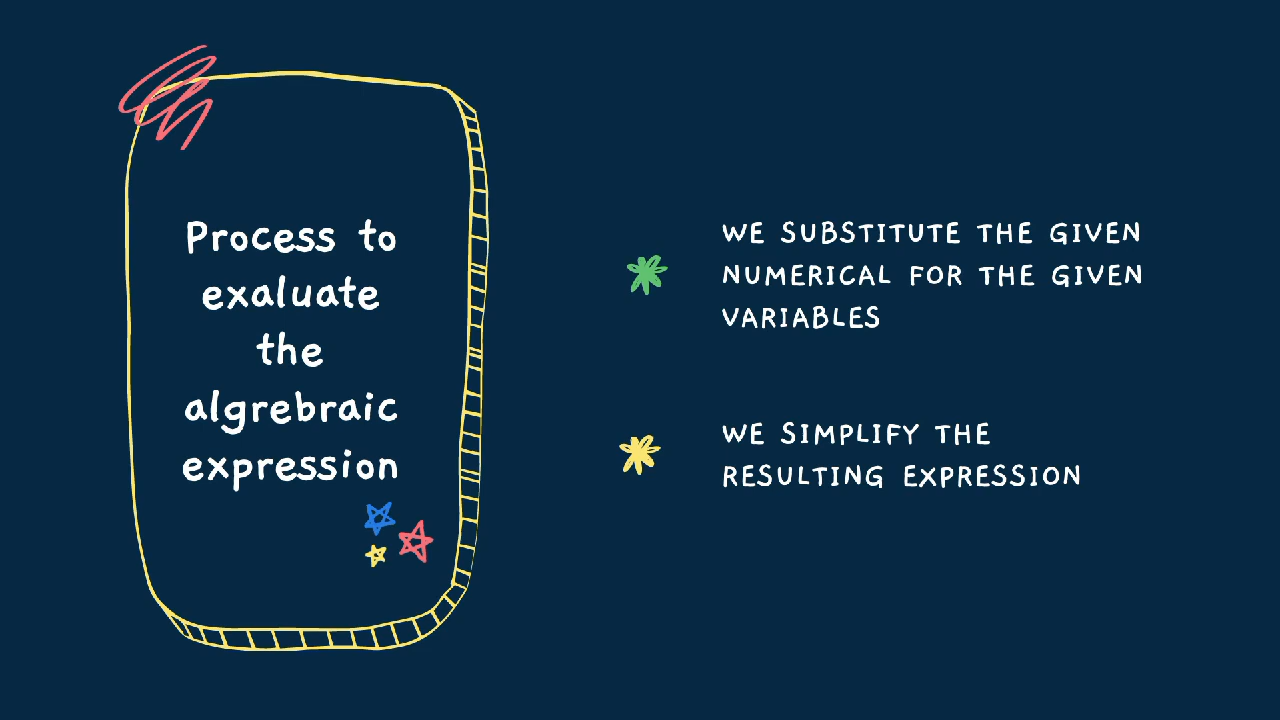 Process to
exaluate
the
algrebraic
expression
WE SUBSTITUTE THE GIVEN
NUMERICAL FOR THE GIVEN
VARIABLES
WE SIMPLIFY THE
RESULTING EXPRESSION